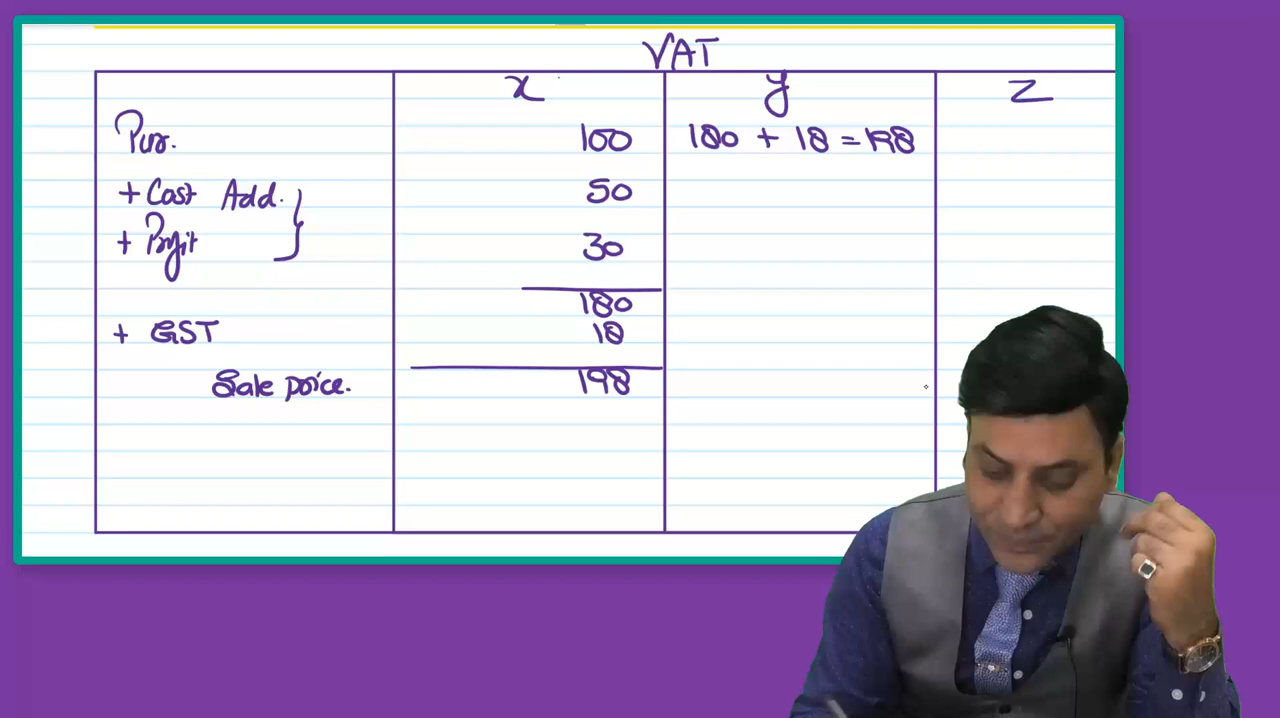 VAT
x y z
Pur. 100 180 + 18 = 198
+ Cost Add. 50
+ Profit 30
180
+ GST 18
Sale price. 198